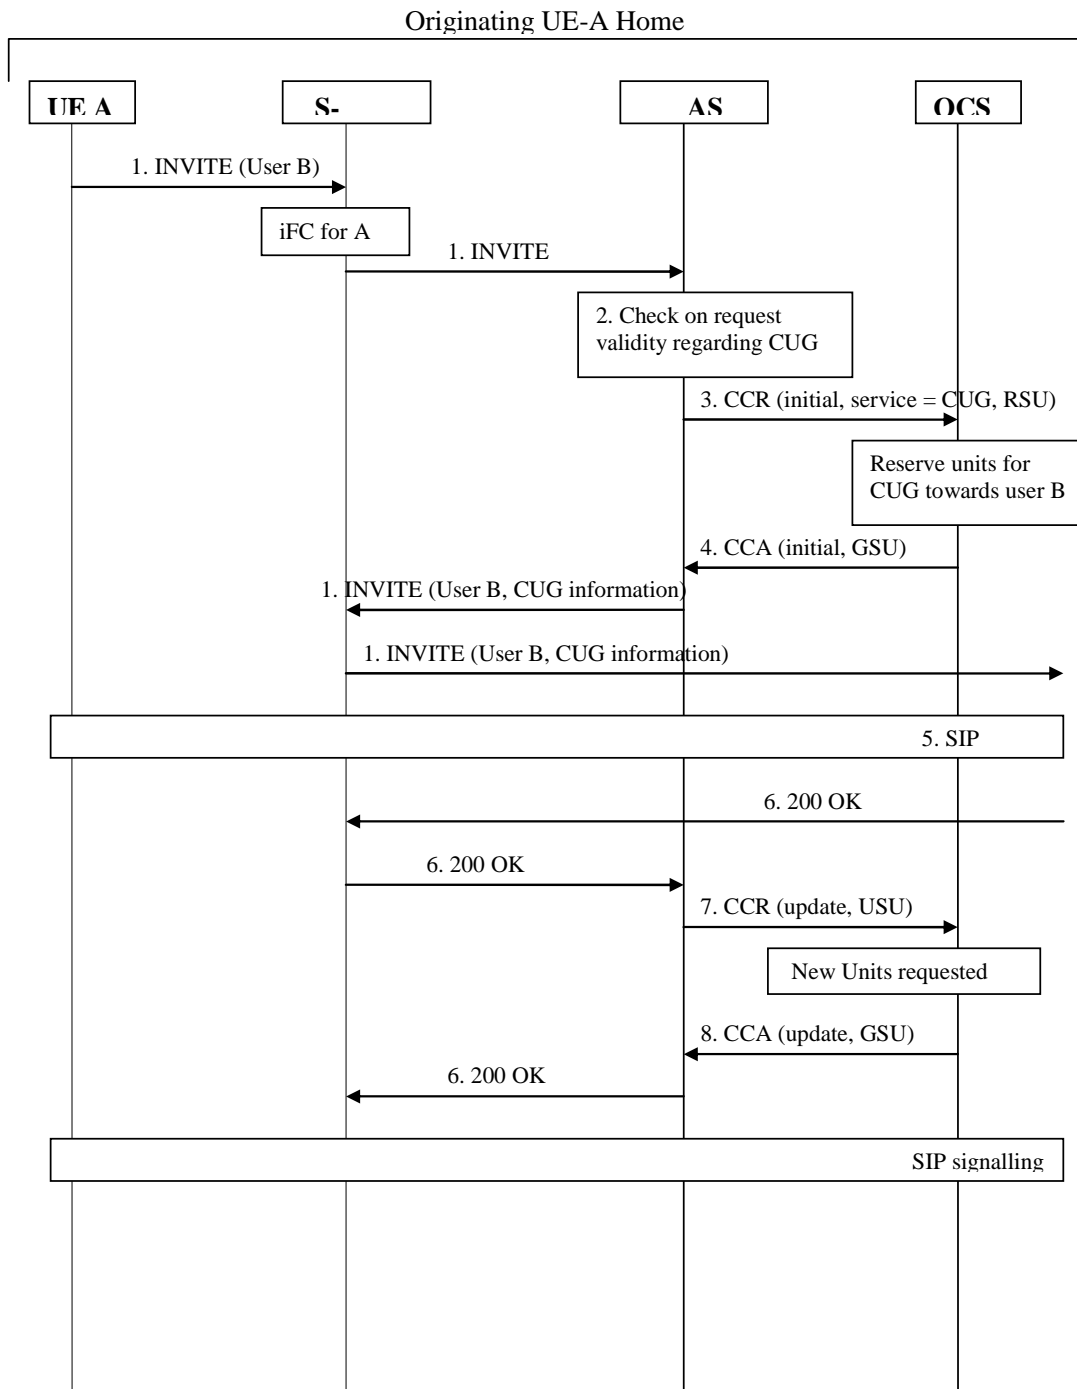 Originating UE-A Home
UE A
S-
AS
OCS
1. INVITE (User B)
iFC for A
1. INVITE
2. Check on request
validity regarding CUG
3. CCR (initial, service = CUG, RSU)
Reserve units for
CUG towards user B
4. CCA (initial, GSU)
1. INVITE (User B, CUG information)
1. INVITE (User B, CUG information)
5. SIP
6. 200 OK
6. 200 OK
7. CCR (update, USU)
New Units requested
8. CCA (update, GSU)
6. 200 OK
SIP signalling